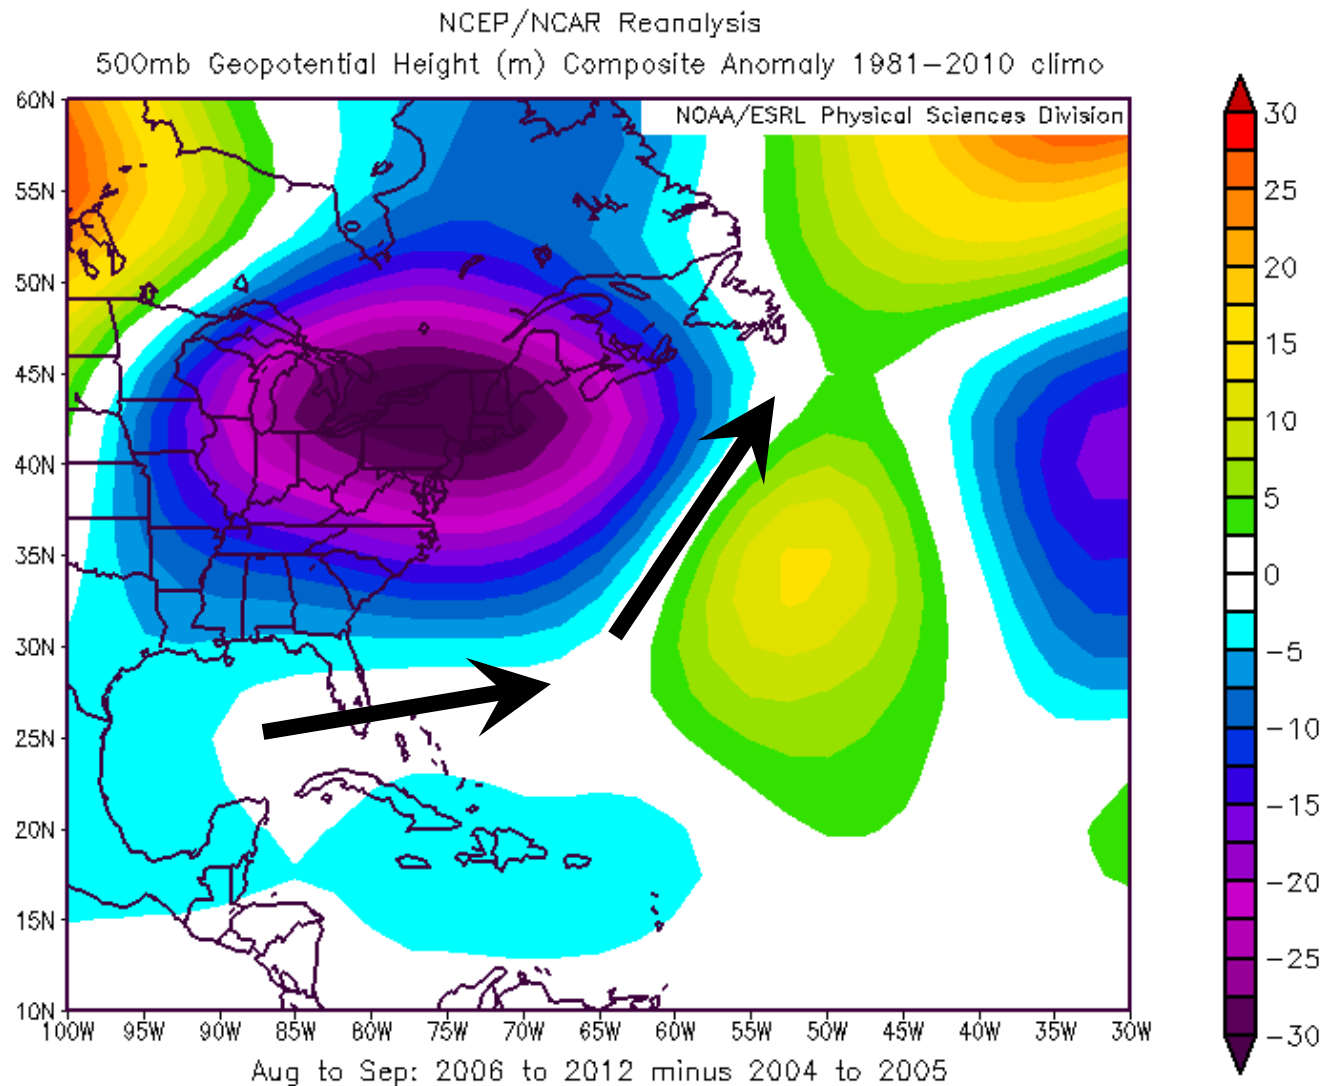 NCEP/NCAR Reanalysis
500mb Geopotential Height (m) Composite Anomaly 1981-2010 climo
NOAA/ESRL Physical Sciences Division
60N
55N
50N
45N
40N
35N
30N
25N
20N
15N
10N
100W 95W 90W 85W 80W 75W 70W 65W 60W 55W 50W 45W 40W 35W 30W
30
25
20
15
10
5
0
-5
-10
-15
-20
-25
-30
Aug to Sep: 2006 to 2012 minus 2004 to 2005